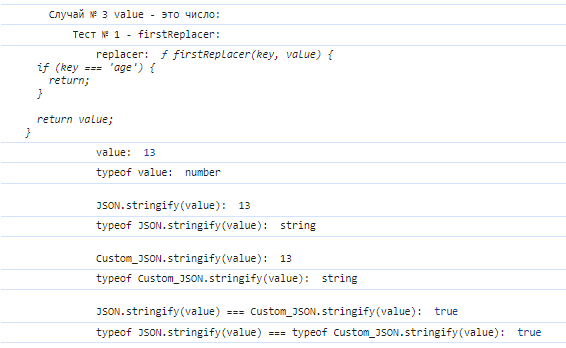 Случай № 3 value - это число:
Тест № 1 - firstReplacer:
replacer: ƒ firstReplacer(key, value) {
if (key === 'age') {
return;
}
return value;
}
value: 13
typeof value: number
JSON.stringify(value): 13
typeof JSON.stringify(value): string
Custom_JSON.stringify(value): 13
typeof Custom_JSON.stringify(value): string
JSON.stringify(value) === Custom_JSON.stringify(value): true
typeof JSON.stringify(value) === typeof Custom_JSON.stringify(value): true